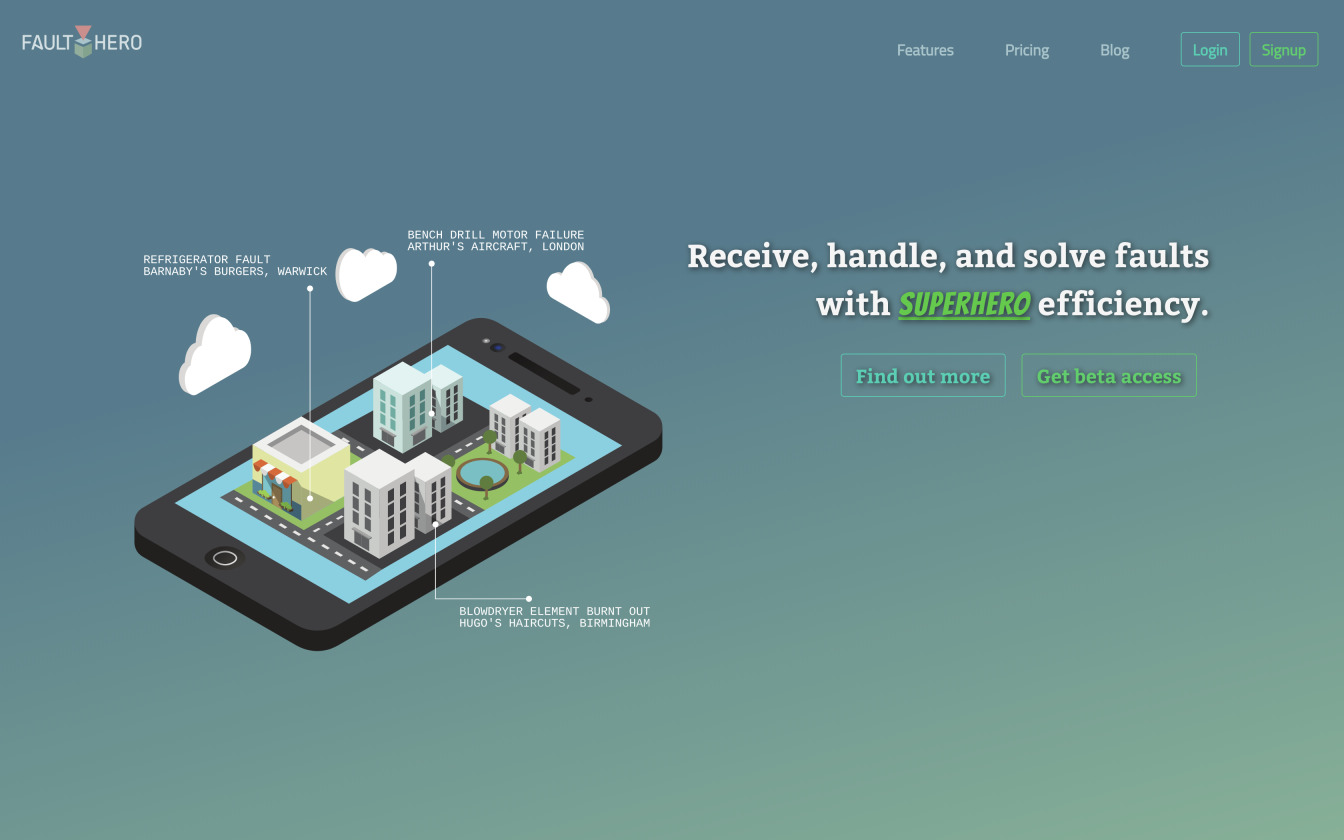 FAULT HERO
Features
Pricing
Blog
Login
Signup
BENCH DRILL MOTOR FAILURE
ARTHUR'S AIRCRAFT, LONDON
REFRIGERATOR FAULT
BARNABY'S BURGERS, WARWICK
Receive, handle, and solve faults
with SUPERHERO efficiency.
Find out more
Get beta access
BLOWDRYER ELEMENT BURNT OUT
HUGO'S HAIRCUTS, BIRMINGHAM